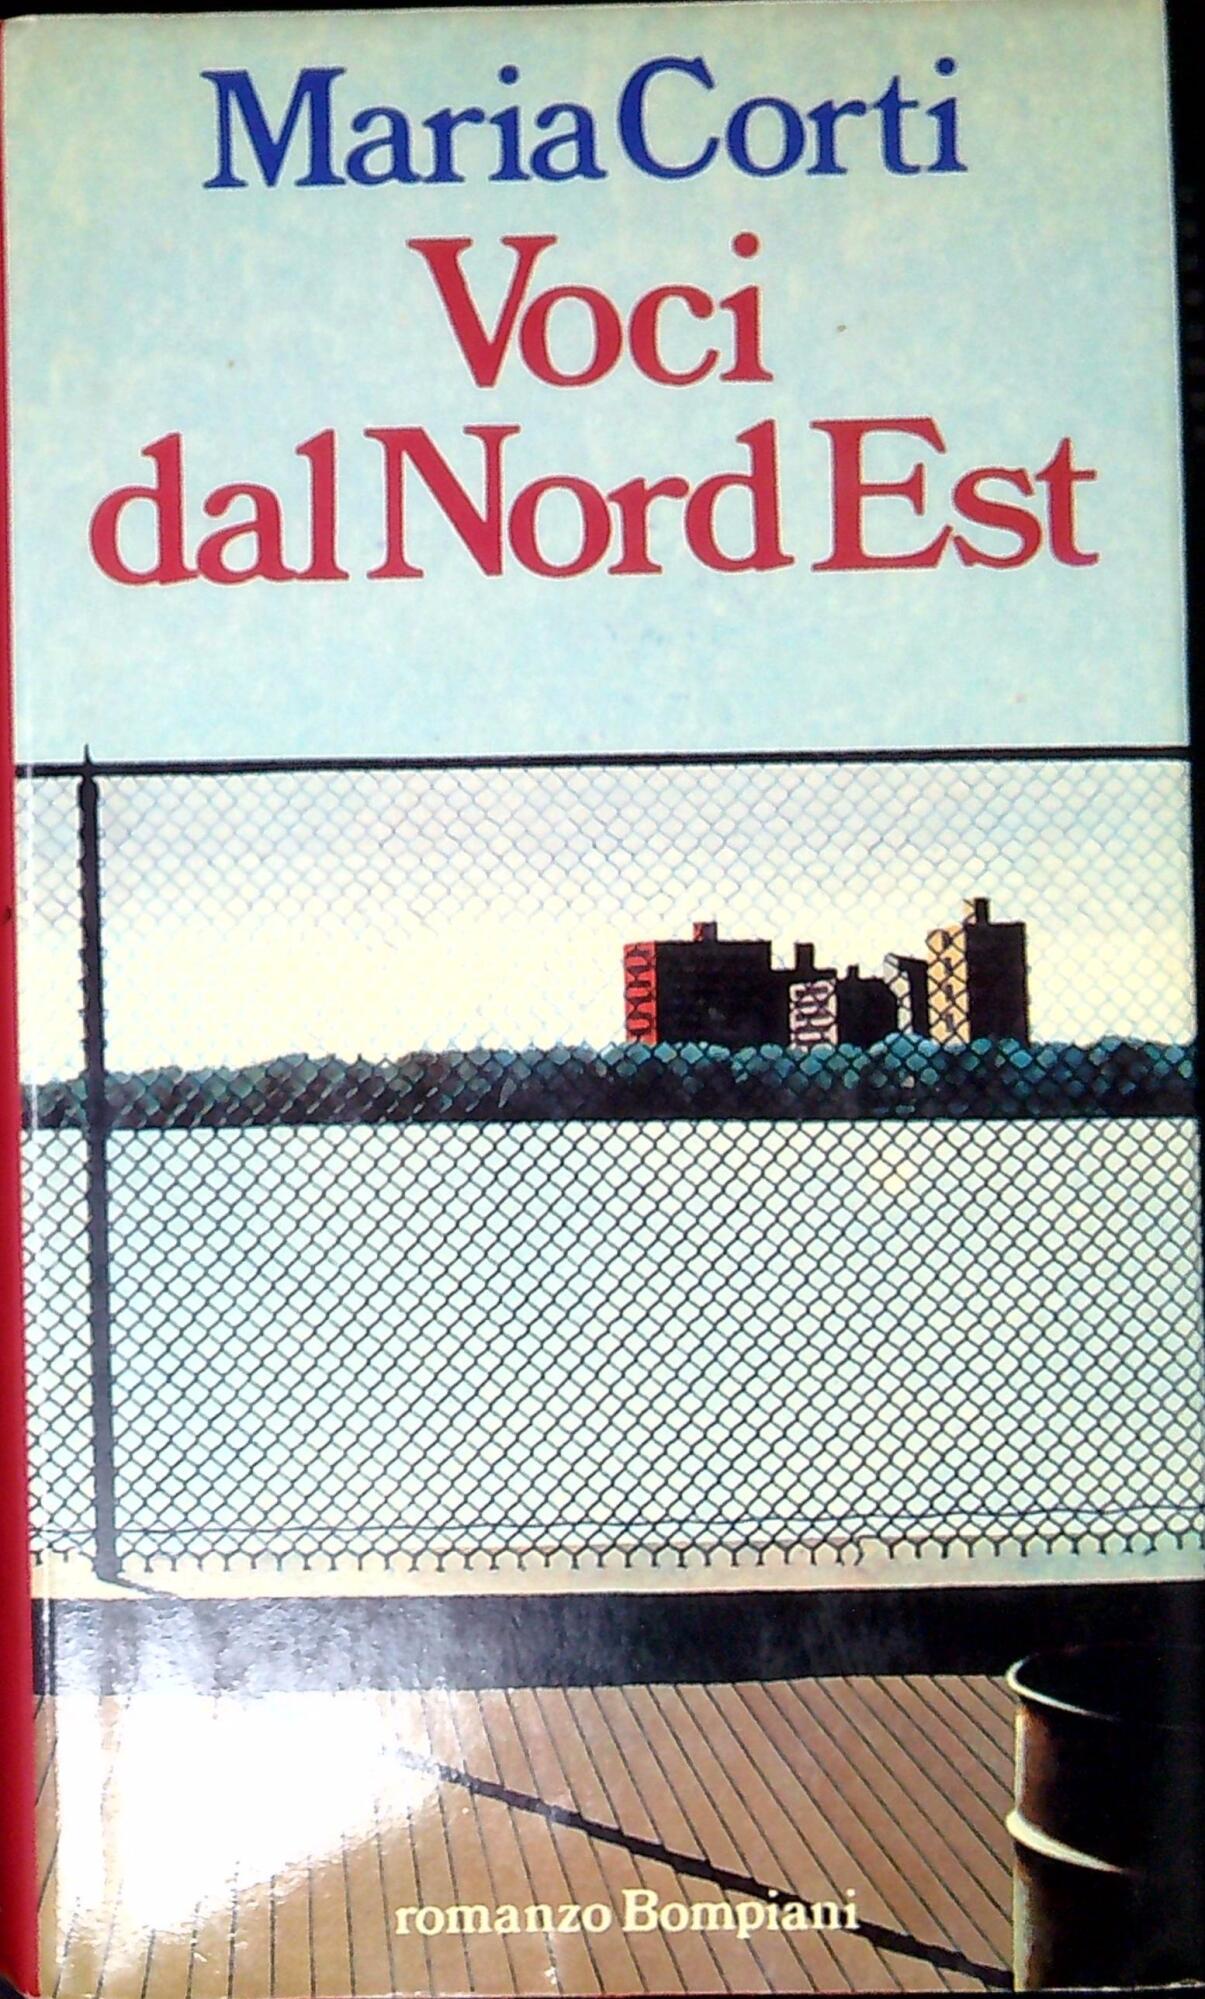 Maria Corti
Voci
dal Nord Est
romanzo Bompiani